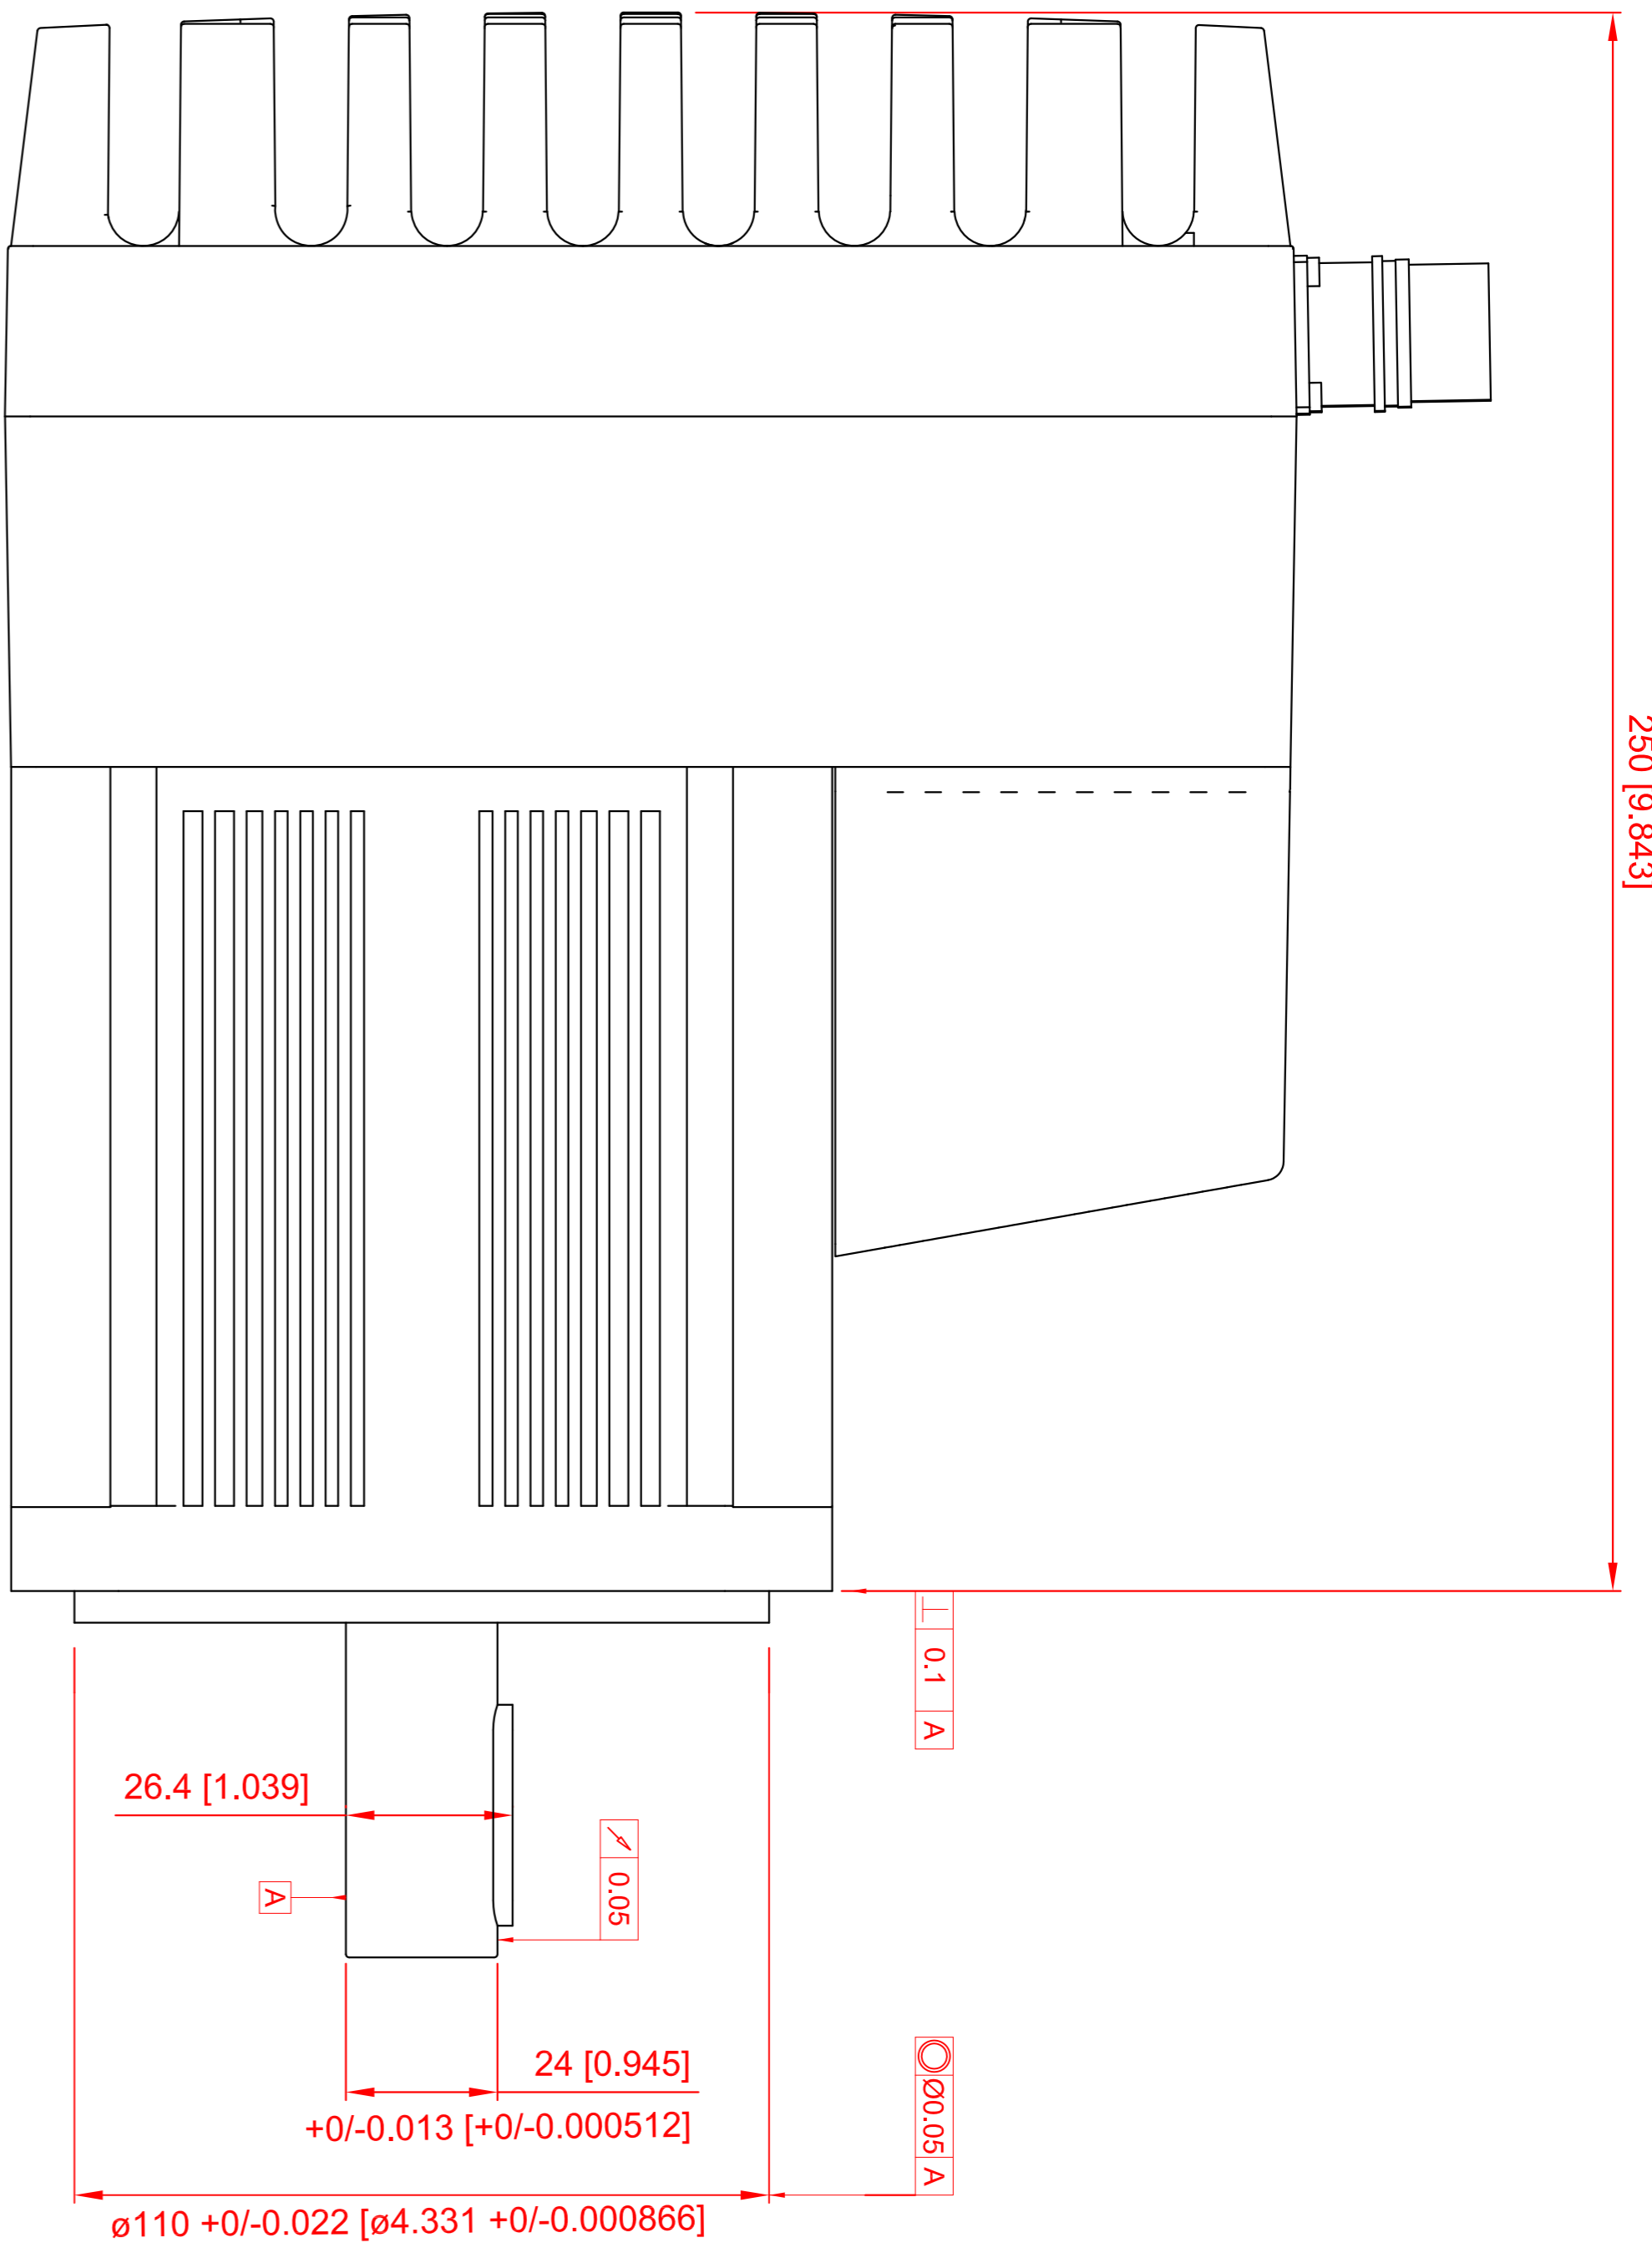 250 [9.843]
0.1 A
26.4 [1.039]
0.05
A
24 [0.945]
+0/-0.013 [+0/-0.000512]
Ø0.05 A
ø110 +0/-0.022 [ø4.331 +0/-0.000866]